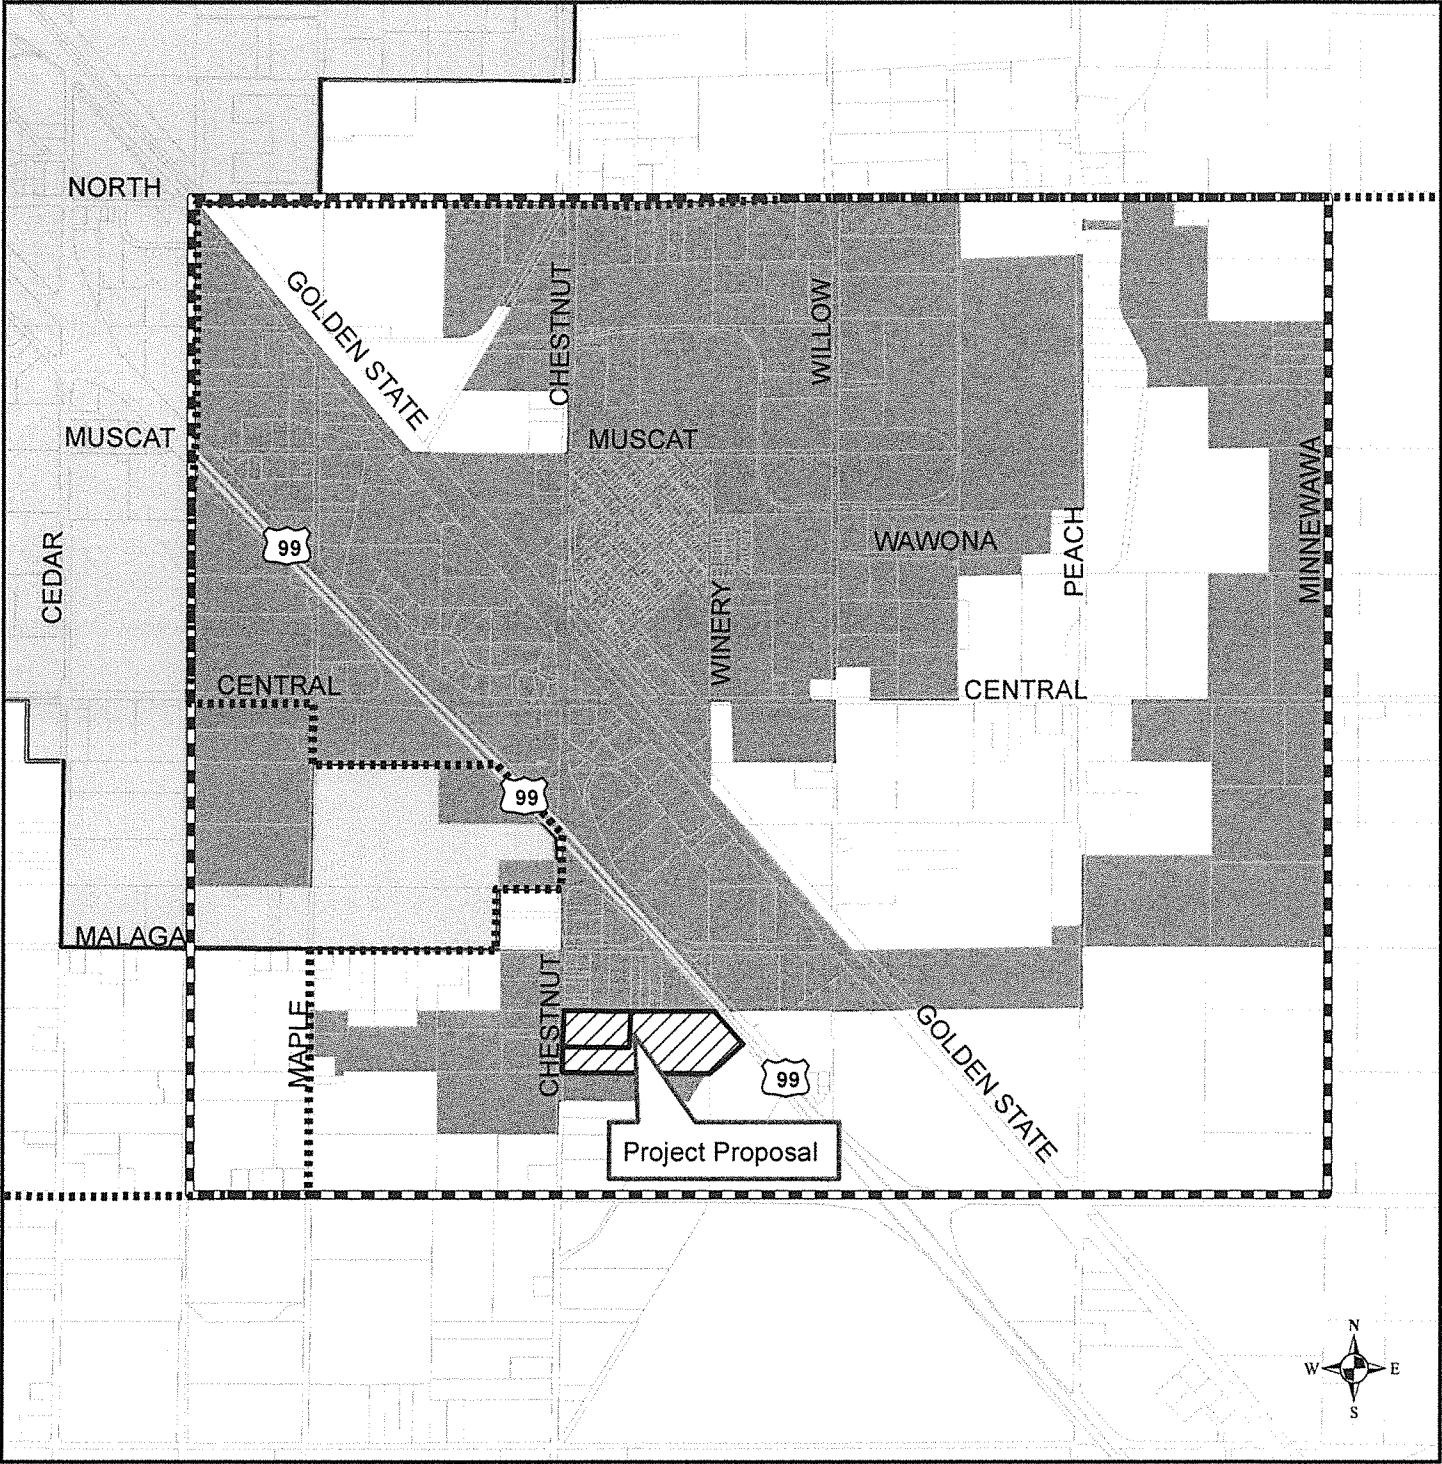 NORTH
GOLDEN STATE
CHESTNUT
WILLOW
MUSCAT
MUSCAT
MINNEWAWA
CEDAR
99
WAWONA
PEACH
WINERY
CENTRAL
CENTRAL
99
MALAGA
MAPLE
CHESTNUT
GOLDEN STATE
99
Project Proposal
N
W
E
S